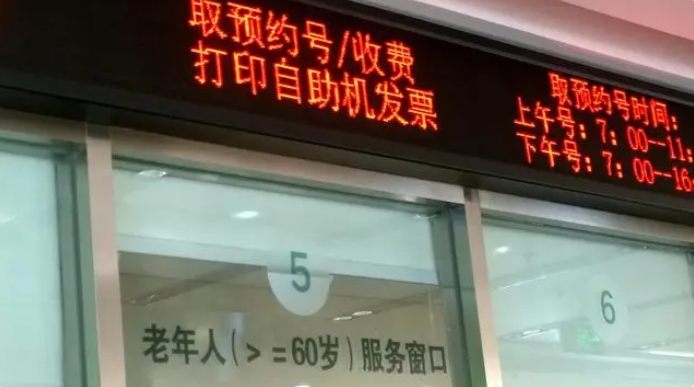 取预约号/收费
打印自助机发票
取预约号时间:
上午号:7:00--11:
下午号:7:00--16
5
老年人(>=60岁)服务窗口
6